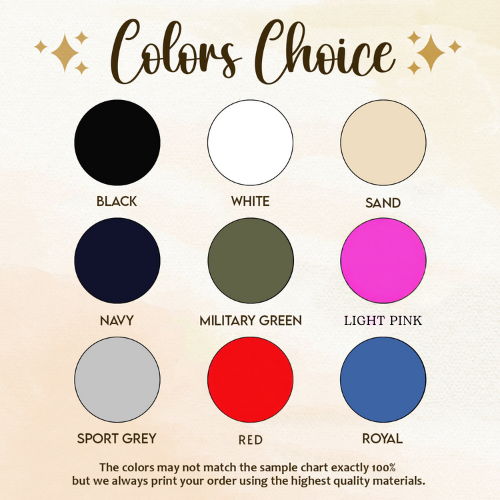 Colors Choice
BLACK
WHITE
SAND
NAVY
MILITARY GREEN
LIGHT PINK
SPORT GREY
RED
ROYAL
The colors may not match the sample chart exactly 100%
but we always print your order using the highest quality materials.